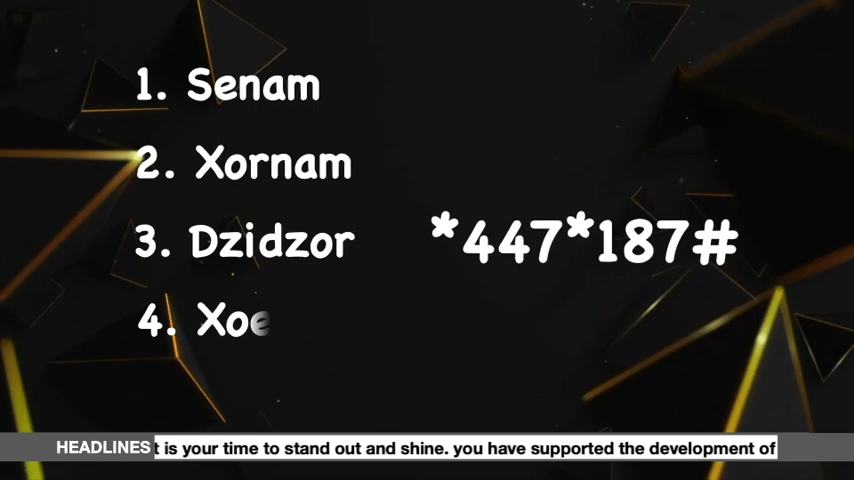 1. Senam
2. Xornam
3. Dzidzor
4. Xoe
*447*187#
HEADLINES t is your time to stand out and shine. you have supported the development of